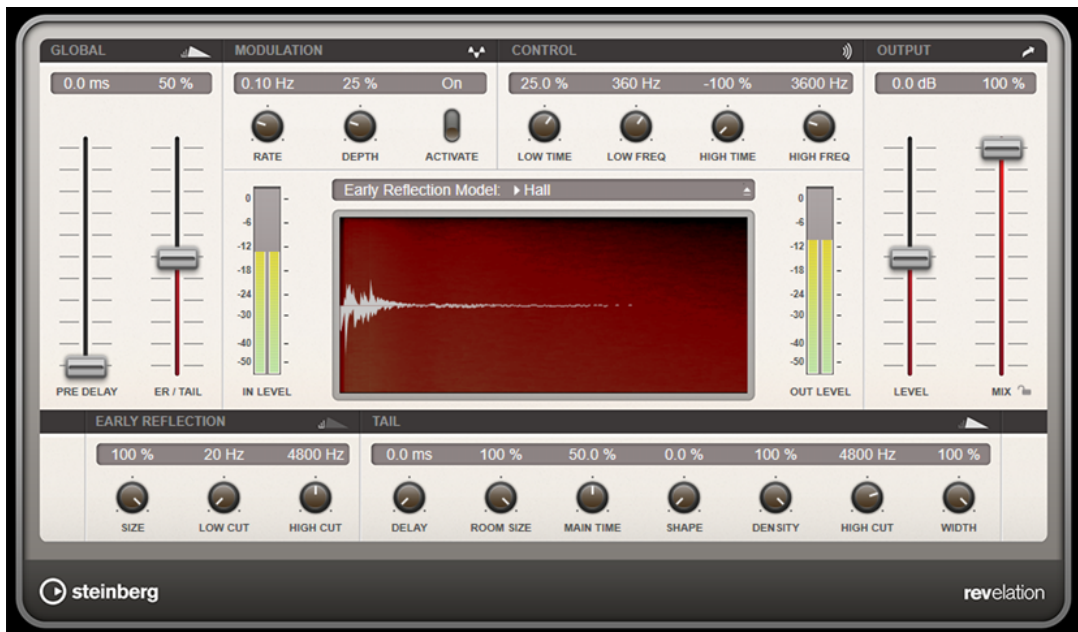 GLOBAL
MODULATION
CONTROL
OUTPUT
0.0 ms 50 %
0.10 Hz 25 % On
25.0 % 360 Hz -100 % 3600 Hz
0.0 dB 100 %
RATE DEPTH ACTIVATE
LOW TIME LOW FREQ HIGH TIME HIGH FREQ
Early Reflection Model: Hall
0
-6
-12
-18
-24
-30
-40
-50
0
-6
-12
-18
-24
-30
-40
-50
PRE DELAY ER / TAIL
IN LEVEL
OUT LEVEL
LEVEL MIX
EARLY REFLECTION
TAIL
100 % 20 Hz 4800 Hz
0.0 ms 100 % 50.0 % 0.0 % 100 % 4800 Hz 100 %
SIZE LOW CUT HIGH CUT
DELAY ROOM SIZE MAIN TIME SHAPE DENSITY HIGH CUT WIDTH
steinberg
revelation